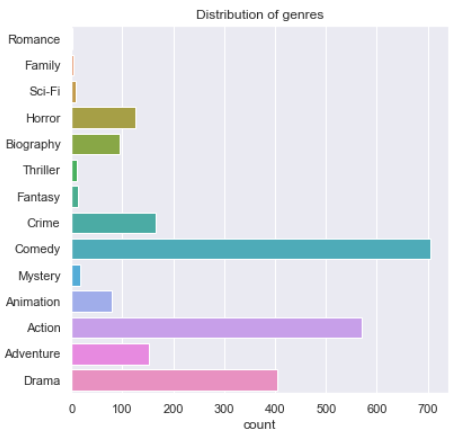 Distribution of genres
Romance
Family
Sci-Fi
Horror
Biography
Thriller
Fantasy
Crime
Comedy
Mystery
Animation
Action
Adventure
Drama
0 100 200 300 400 500 600 700
count